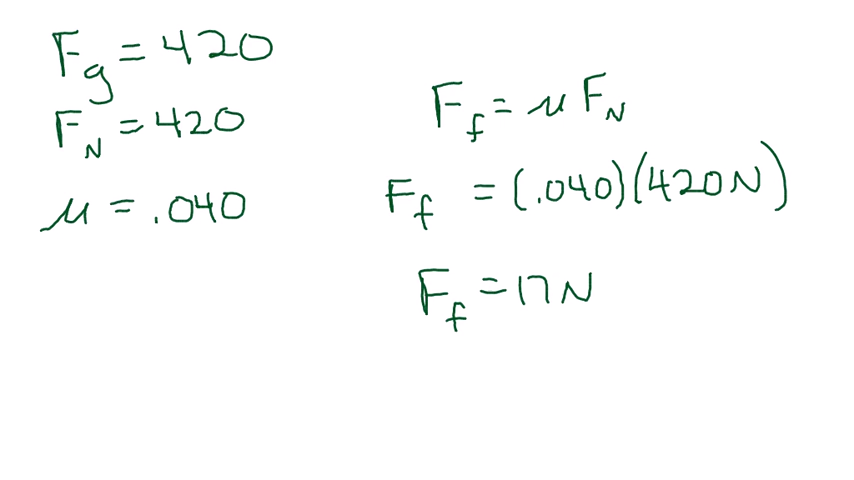 Fg = 420
FN = 420
μ = .040
Ff = μ FN
Ff = (.040)(420N)
Ff = 17N